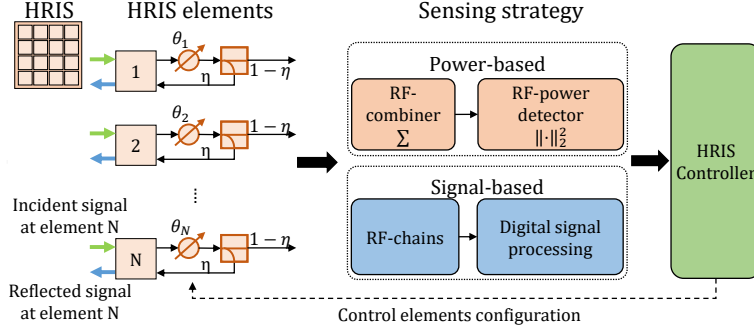 HRIS
HRIS elements
Sensing strategy
θ1
1
η
1 − η
θ2
2
η
1 − η
Incident signal
at element N
θN
N
η
1 − η
Reflected signal
at element N
Power-based
RF-
combiner
∑
RF-power
detector
‖·‖₂²
Signal-based
RF-chains
Digital signal
processing
HRIS
Controller
Control elements configuration